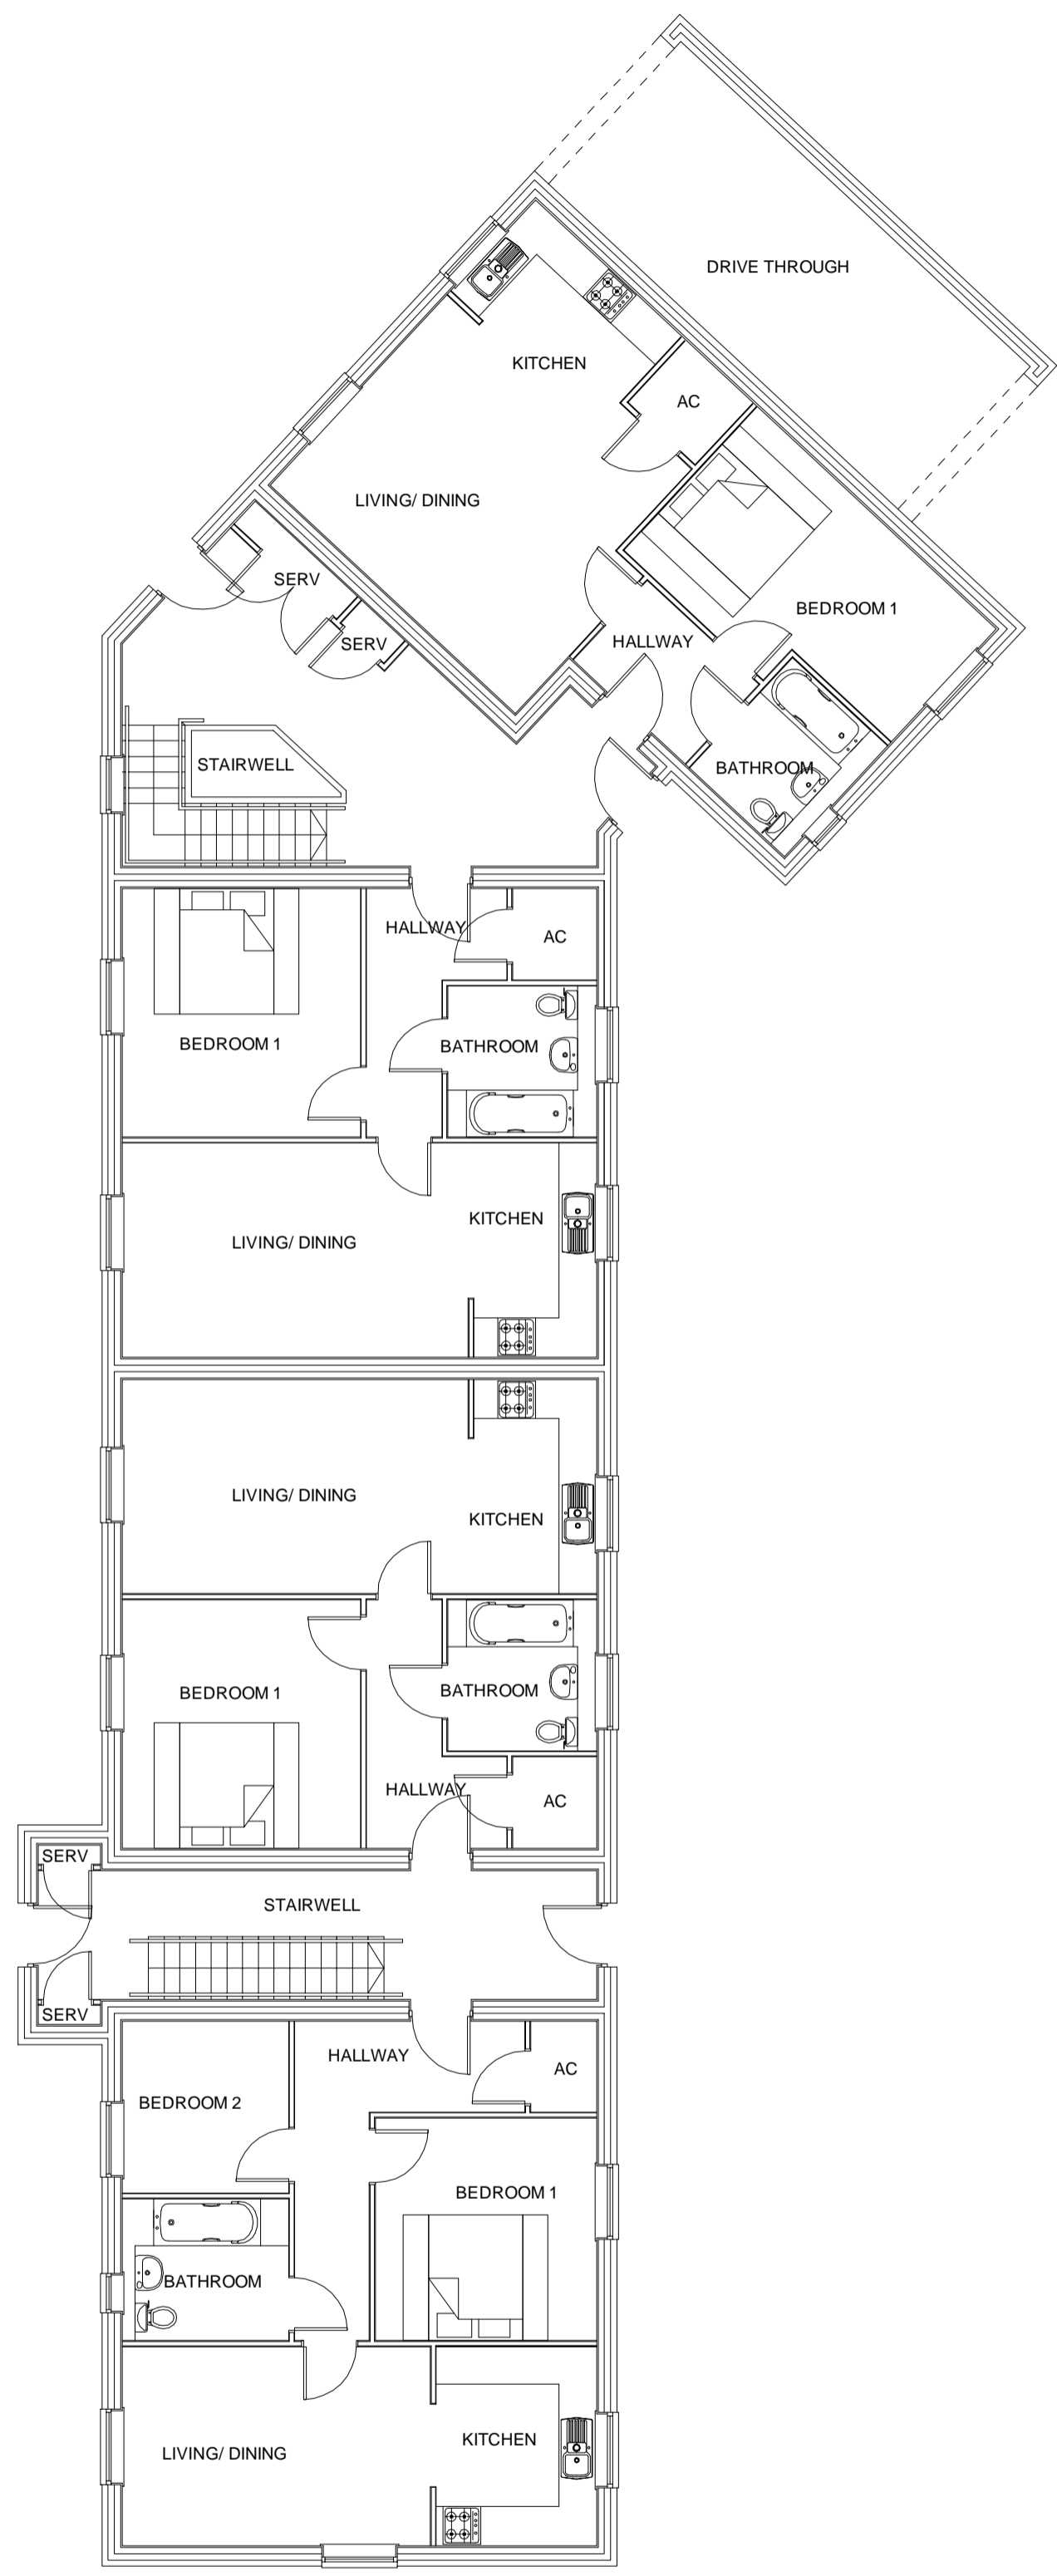 DRIVE THROUGH
KITCHEN
AC
LIVING/ DINING
SERV
BEDROOM 1
HALLWAY
SERV
STAIRWELL
BATHROOM
HALLWAY
AC
BEDROOM 1
BATHROOM
KITCHEN
LIVING/ DINING
LIVING/ DINING
KITCHEN
BEDROOM 1
BATHROOM
HALLWAY
AC
SERV
STAIRWELL
SERV
HALLWAY
AC
BEDROOM 2
BEDROOM 1
BATHROOM
KITCHEN
LIVING/ DINING